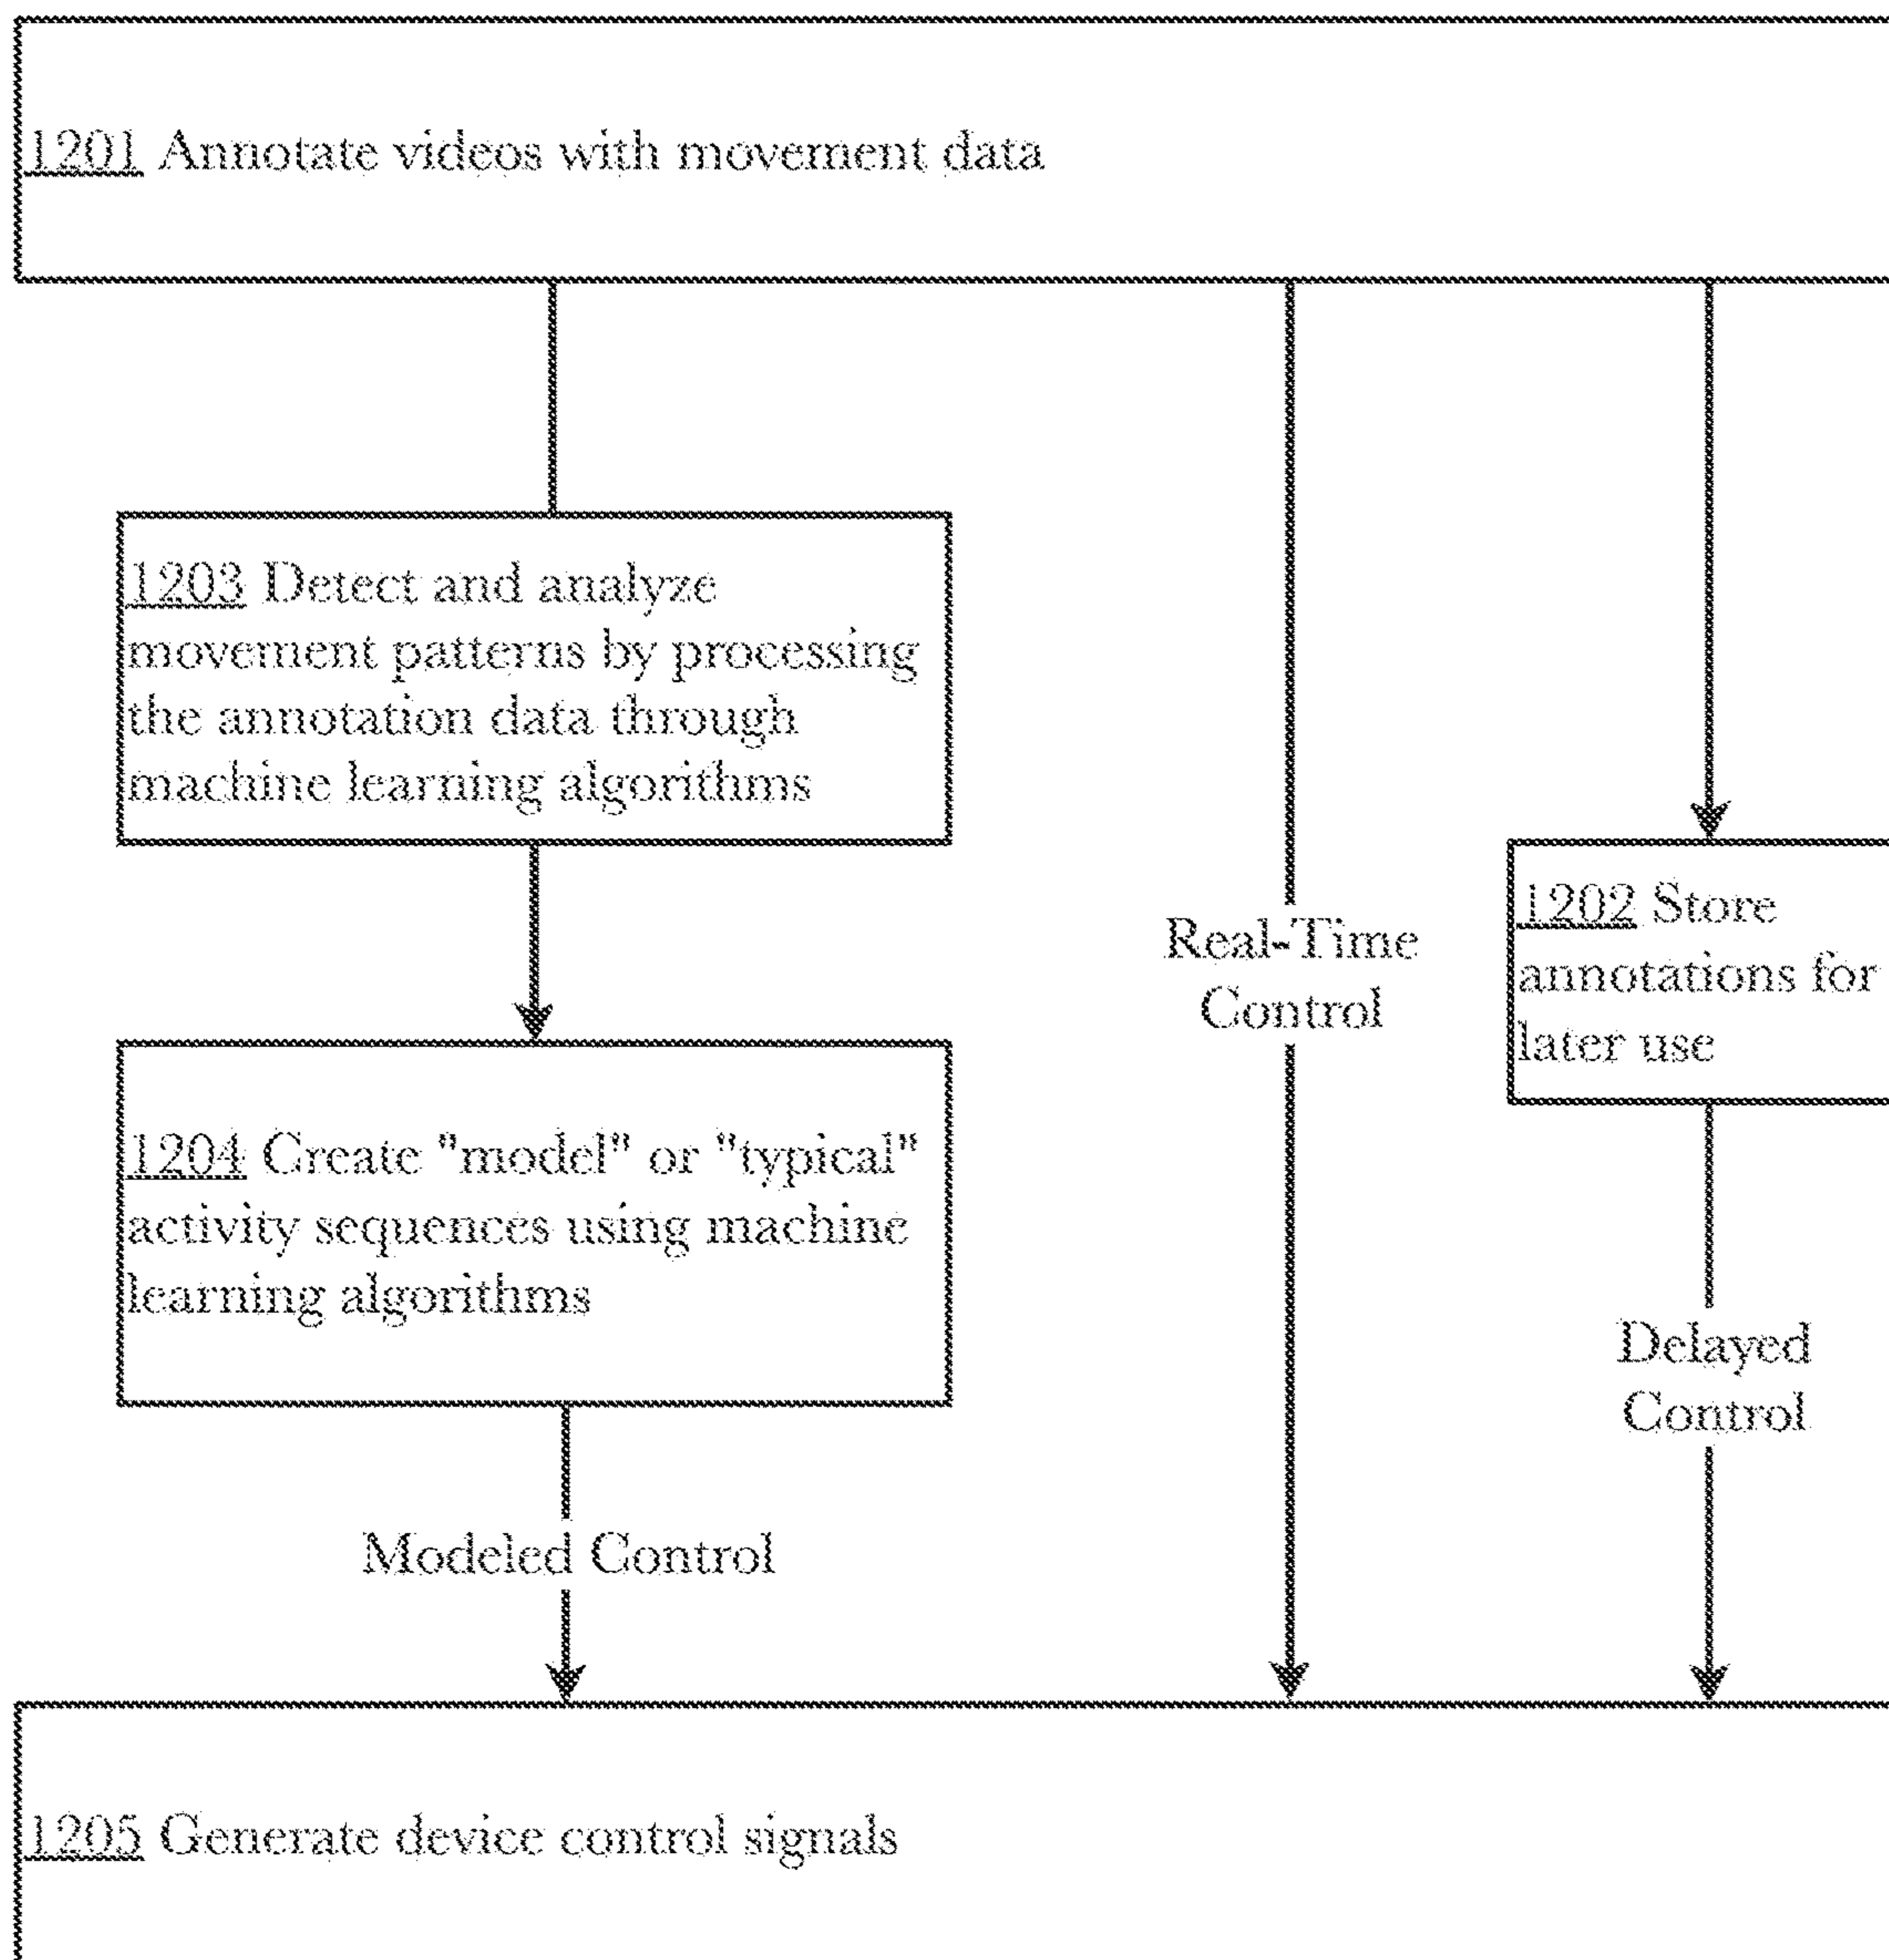 1201 Annotate videos with movement data
1203 Detect and analyze
movement patterns by processing
the annotation data through
machine learning algorithms
1202 Store
annotations for
later use
Real-Time
Control
1204 Create "model" or "typical"
activity sequences using machine
learning algorithms
Delayed
Control
Modeled Control
1205 Generate device control signals